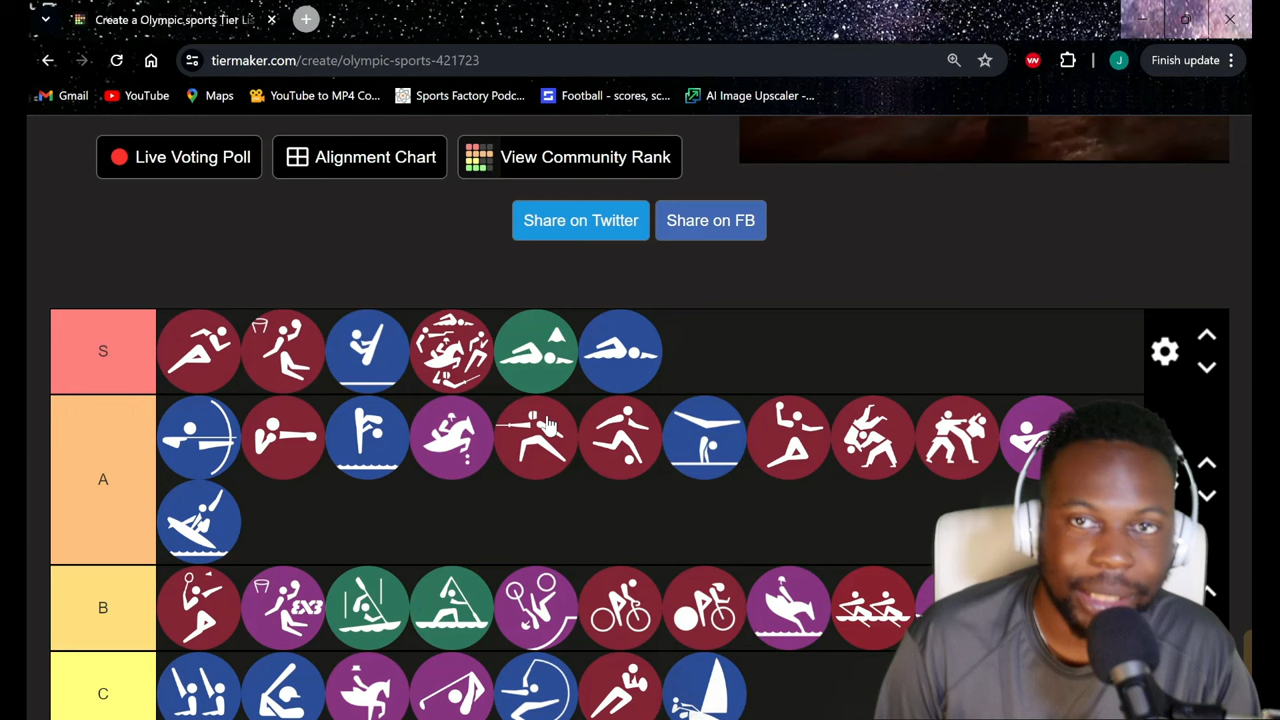 Create a Olympic sports Tier Lis
tiermaker.com/create/olympic-sports-421723
J
Finish update
Gmail
YouTube
Maps
YouTube to MP4 Co...
Sports Factory Podc...
Football - scores, sc...
AI Image Upscaler -...
Live Voting Poll
Alignment Chart
View Community Rank
Share on Twitter
Share on FB
S
A
B
3X3
C